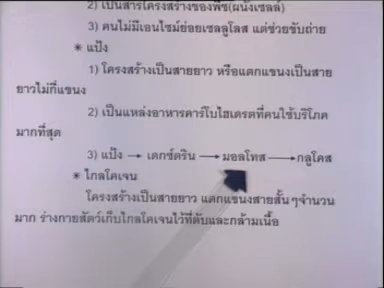 2) เป็นสารโครงสร้างของพืช(ผนังเซลล์)
3) คนไม่มีเอนไซม์ย่อยเซลลูโลส แต่ช่วยขับถ่าย
* แป้ง
1) โครงสร้างเป็นสายยาว หรือแตกแขนงเป็นสาย
ยาวไม่กี่แขนง
2) เป็นแหล่งอาหารคาร์โบไฮเดรตที่คนใช้บริโภค
มากที่สุด
3) แป้ง → เดกซ์ตริน → มอลโทส → กลูโคส
* ไกลโคเจน
โครงสร้างเป็นสายยาว แตกแขนงสายสั้นๆจำนวน
มาก ร่างกายสัตว์เก็บไกลโคเจนไว้ที่ตับและกล้ามเนื้อ